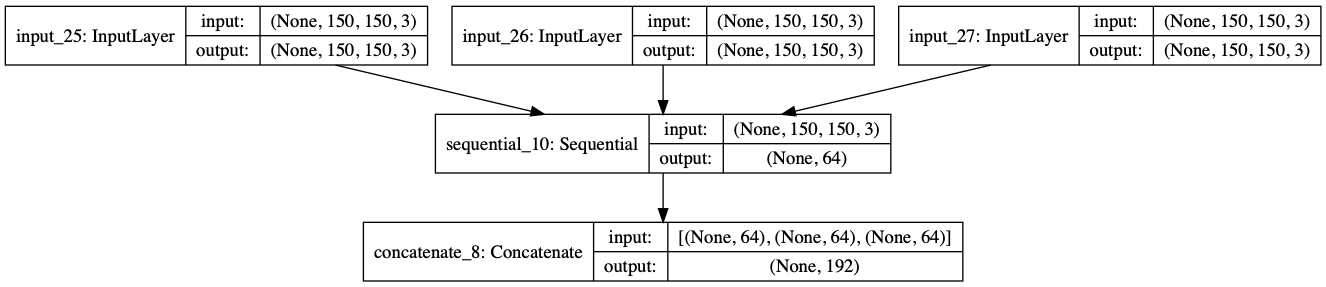 input_25: InputLayer input: (None, 150, 150, 3) output: (None, 150, 150, 3)
input_26: InputLayer input: (None, 150, 150, 3) output: (None, 150, 150, 3)
input_27: InputLayer input: (None, 150, 150, 3) output: (None, 150, 150, 3)
sequential_10: Sequential input: (None, 150, 150, 3) output: (None, 64)
concatenate_8: Concatenate input: [(None, 64), (None, 64), (None, 64)] output: (None, 192)